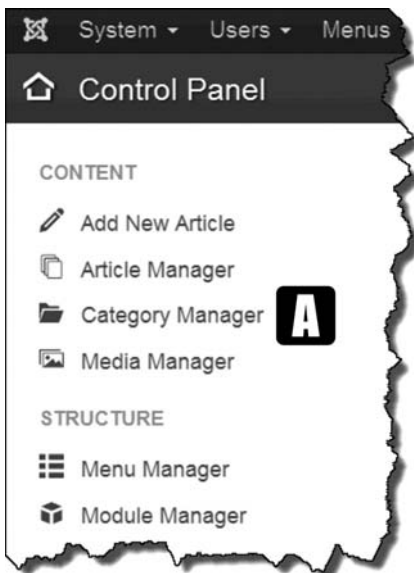 System Users Menus
Control Panel
CONTENT
Add New Article
Article Manager
Category Manager A
Media Manager
STRUCTURE
Menu Manager
Module Manager